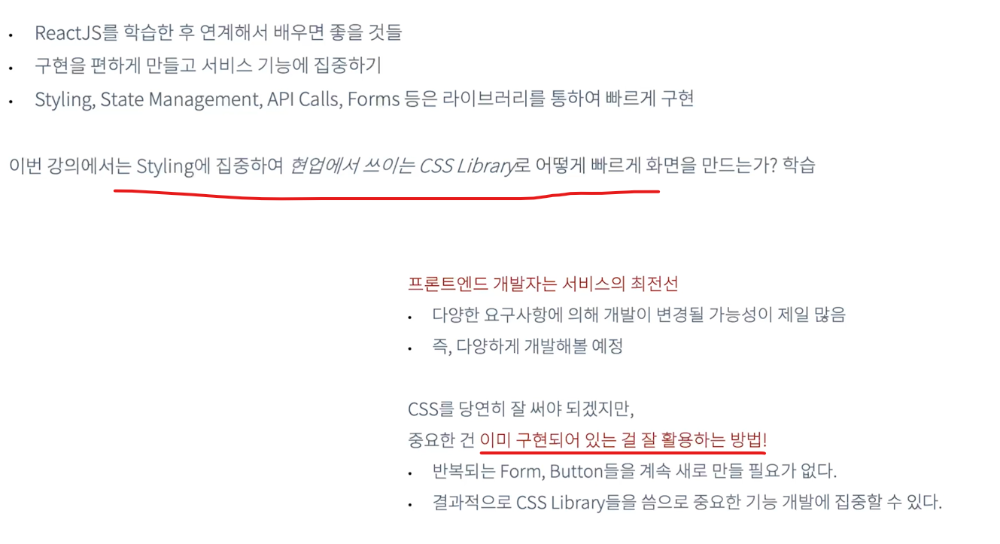 • ReactJS를 학습한 후 연계해서 배우면 좋을 것들
• 구현을 편하게 만들고 서비스 기능에 집중하기
• Styling, State Management, API Calls, Forms 등은 라이브러리를 통하여 빠르게 구현
이번 강의에서는 Styling에 집중하여 현업에서 쓰이는 CSS Library로 어떻게 빠르게 화면을 만드는가? 학습
프론트엔드 개발자는 서비스의 최전선
• 다양한 요구사항에 의해 개발이 변경될 가능성이 제일 많음
• 즉, 다양하게 개발해볼 예정
CSS를 당연히 잘 써야 되겠지만,
중요한 건 이미 구현되어 있는 걸 잘 활용하는 방법!
• 반복되는 Form, Button들을 계속 새로 만들 필요가 없다.
• 결과적으로 CSS Library들을 씀으로 중요한 기능 개발에 집중할 수 있다.